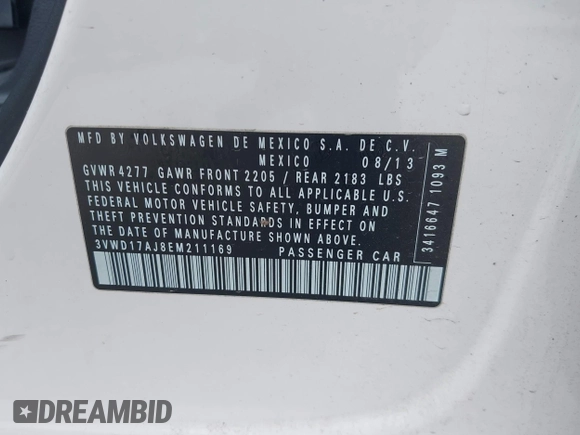 MFD BY VOLKSWAGEN DE MEXICO S.A. DE C.V.
MEXICO 08/13
GVWR 4277 GAWR FRONT 2205 / REAR 2183 LBS
THIS VEHICLE CONFORMS TO ALL APPLICABLE U.S.
FEDERAL MOTOR VEHICLE SAFETY, BUMPER AND
THEFT PREVENTION STANDARDS IN EFFECT ON
THE DATE OF MANUFACTURE SHOWN ABOVE.
3VWD17AJ8EM211169 PASSENGER CAR
3416647 1093 M
DREAMBID